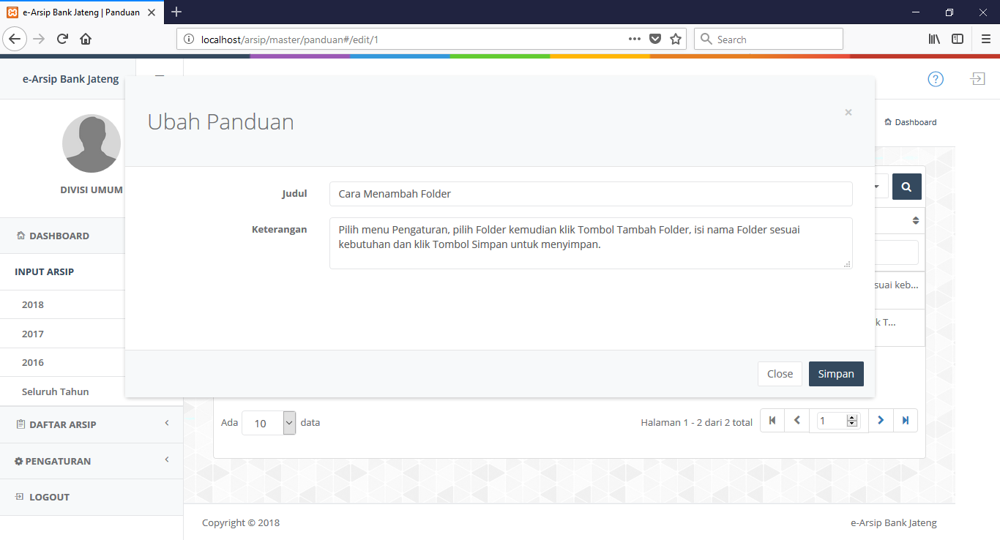 e-Arsip Bank Jateng | Panduan
localhost/arsip/master/panduan#/edit/1
Search
e-Arsip Bank Jateng
Ubah Panduan
Dashboard
DIVISI UMUM
Judul
Cara Menambah Folder
Keterangan
Pilih menu Pengaturan, pilih Folder kemudian klik Tombol Tambah Folder, isi nama Folder sesuai
kebutuhan dan klik Tombol Simpan untuk menyimpan.
DASHBOARD
INPUT ARSIP
2018
2017
2016
Seluruh Tahun
DAFTAR ARSIP
PENGATURAN
LOGOUT
suai keb...
k T...
Close
Simpan
Ada 10 data
Halaman 1 - 2 dari 2 total
1
Copyright © 2018
e-Arsip Bank Jateng